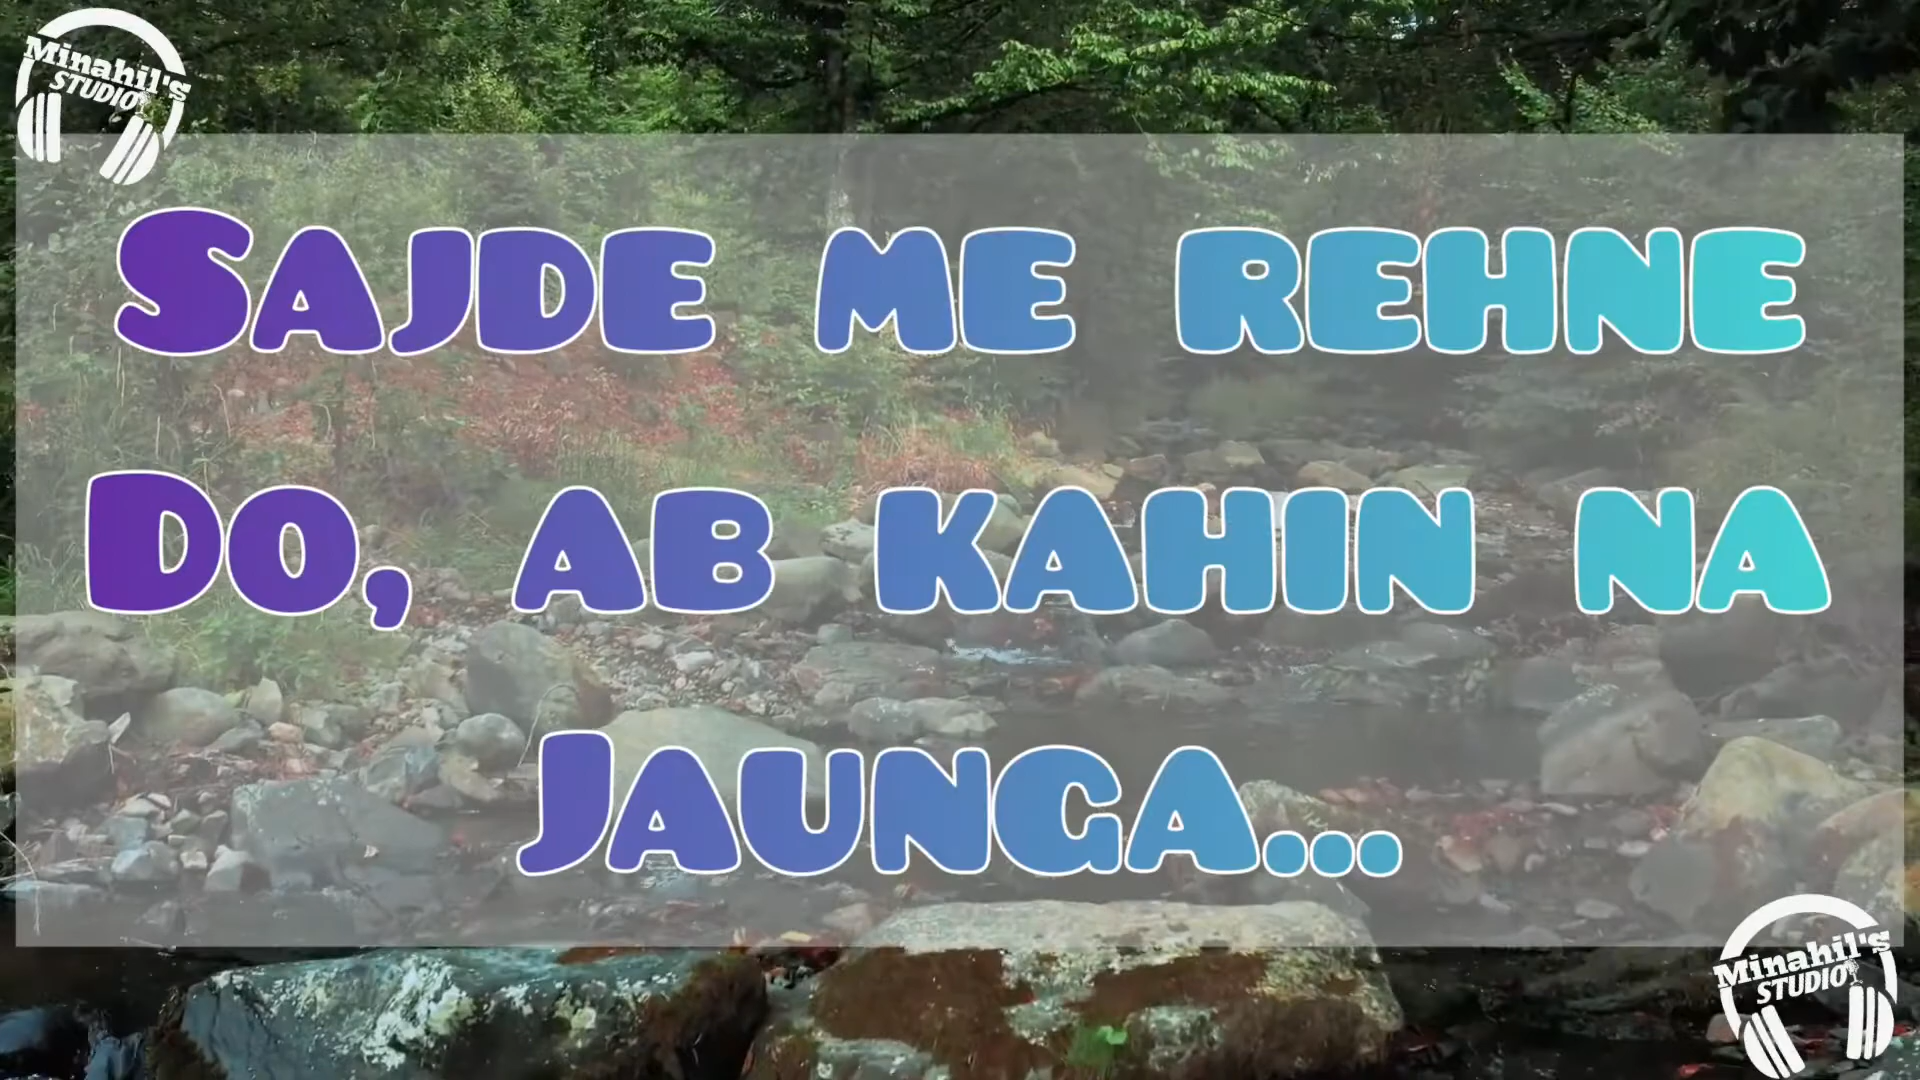 Minahil's
STUDIO
SAJDE ME REHNE
DO, AB KAHIN NA
JAUNGA...
Minahil's
STUDIO